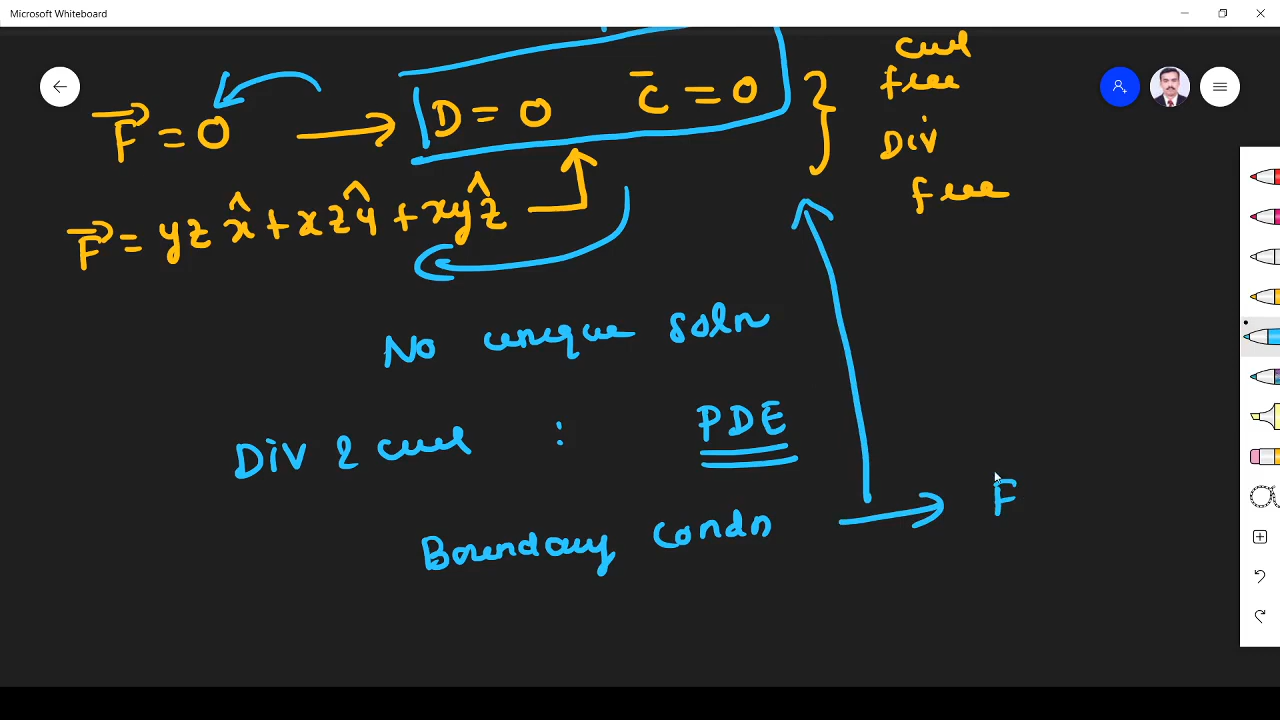 Microsoft Whiteboard
curl free
Div free
F⃗ = 0 → D = 0 C̄ = 0
F⃗ = yz x̂ + xz ŷ + xy ẑ
No unique soln
Div & curl : PDE
Boundary Condn → F